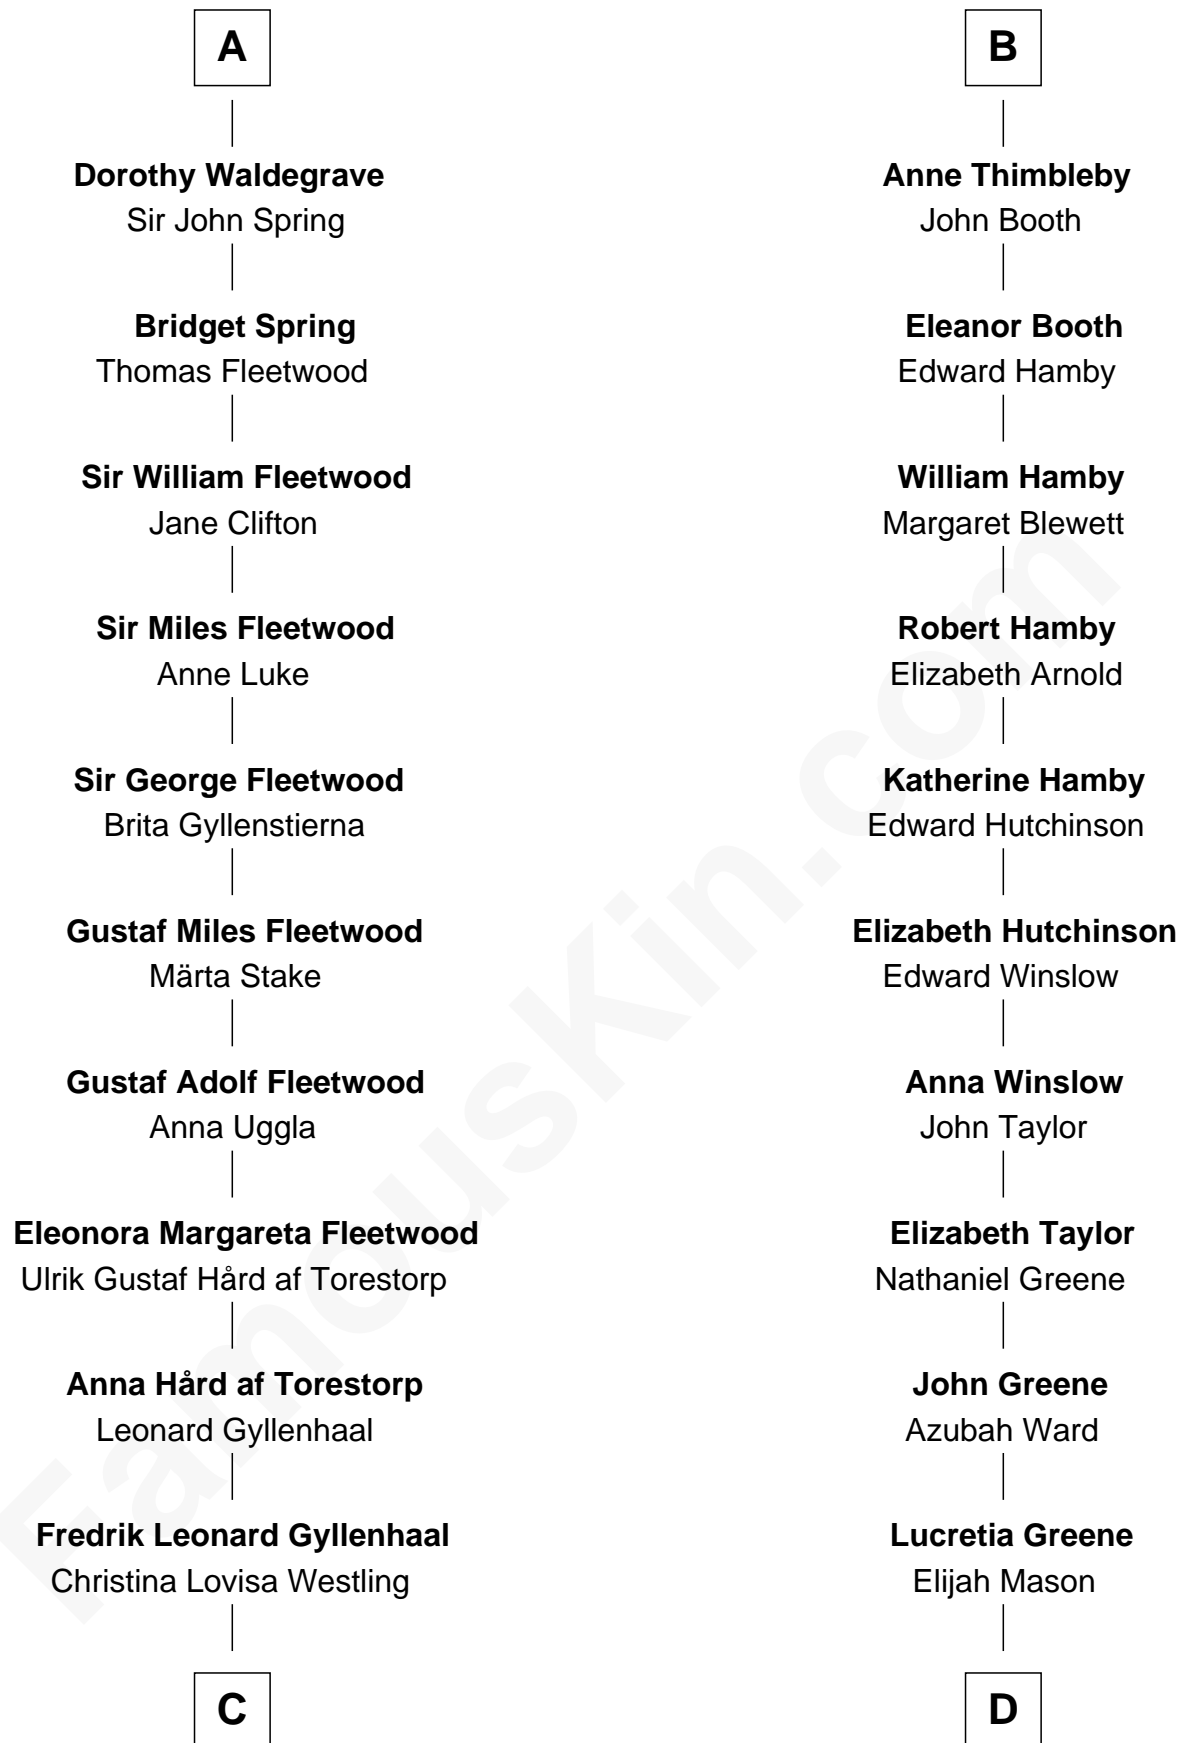 A
Dorothy Waldegrave
Sir John Spring
Bridget Spring
Thomas Fleetwood
Sir William Fleetwood
Jane Clifton
Sir Miles Fleetwood
Anne Luke
Sir George Fleetwood
Brita Gyllenstierna
Gustaf Miles Fleetwood
Märta Stake
Gustaf Adolf Fleetwood
Anna Uggla
Eleonora Margareta Fleetwood
Ulrik Gustaf Hård af Torestorp
Anna Hård af Torestorp
Leonard Gyllenhaal
Fredrik Leonard Gyllenhaal
Christina Lovisa Westling
C
B
Anne Thimbleby
John Booth
Eleanor Booth
Edward Hamby
William Hamby
Margaret Blewett
Robert Hamby
Elizabeth Arnold
Katherine Hamby
Edward Hutchinson
Elizabeth Hutchinson
Edward Winslow
Anna Winslow
John Taylor
Elizabeth Taylor
Nathaniel Greene
John Greene
Azubah Ward
Lucretia Greene
Elijah Mason
D
FamousKin.com